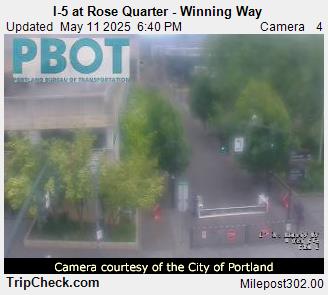 I-5 at Rose Quarter - Winning Way
Updated May 11 2025 6:40 PM Camera 4
PBOT
PORTLAND BUREAU OF TRANSPORTATION
Camera courtesy of the City of Portland
TripCheck.com Milepost302.00